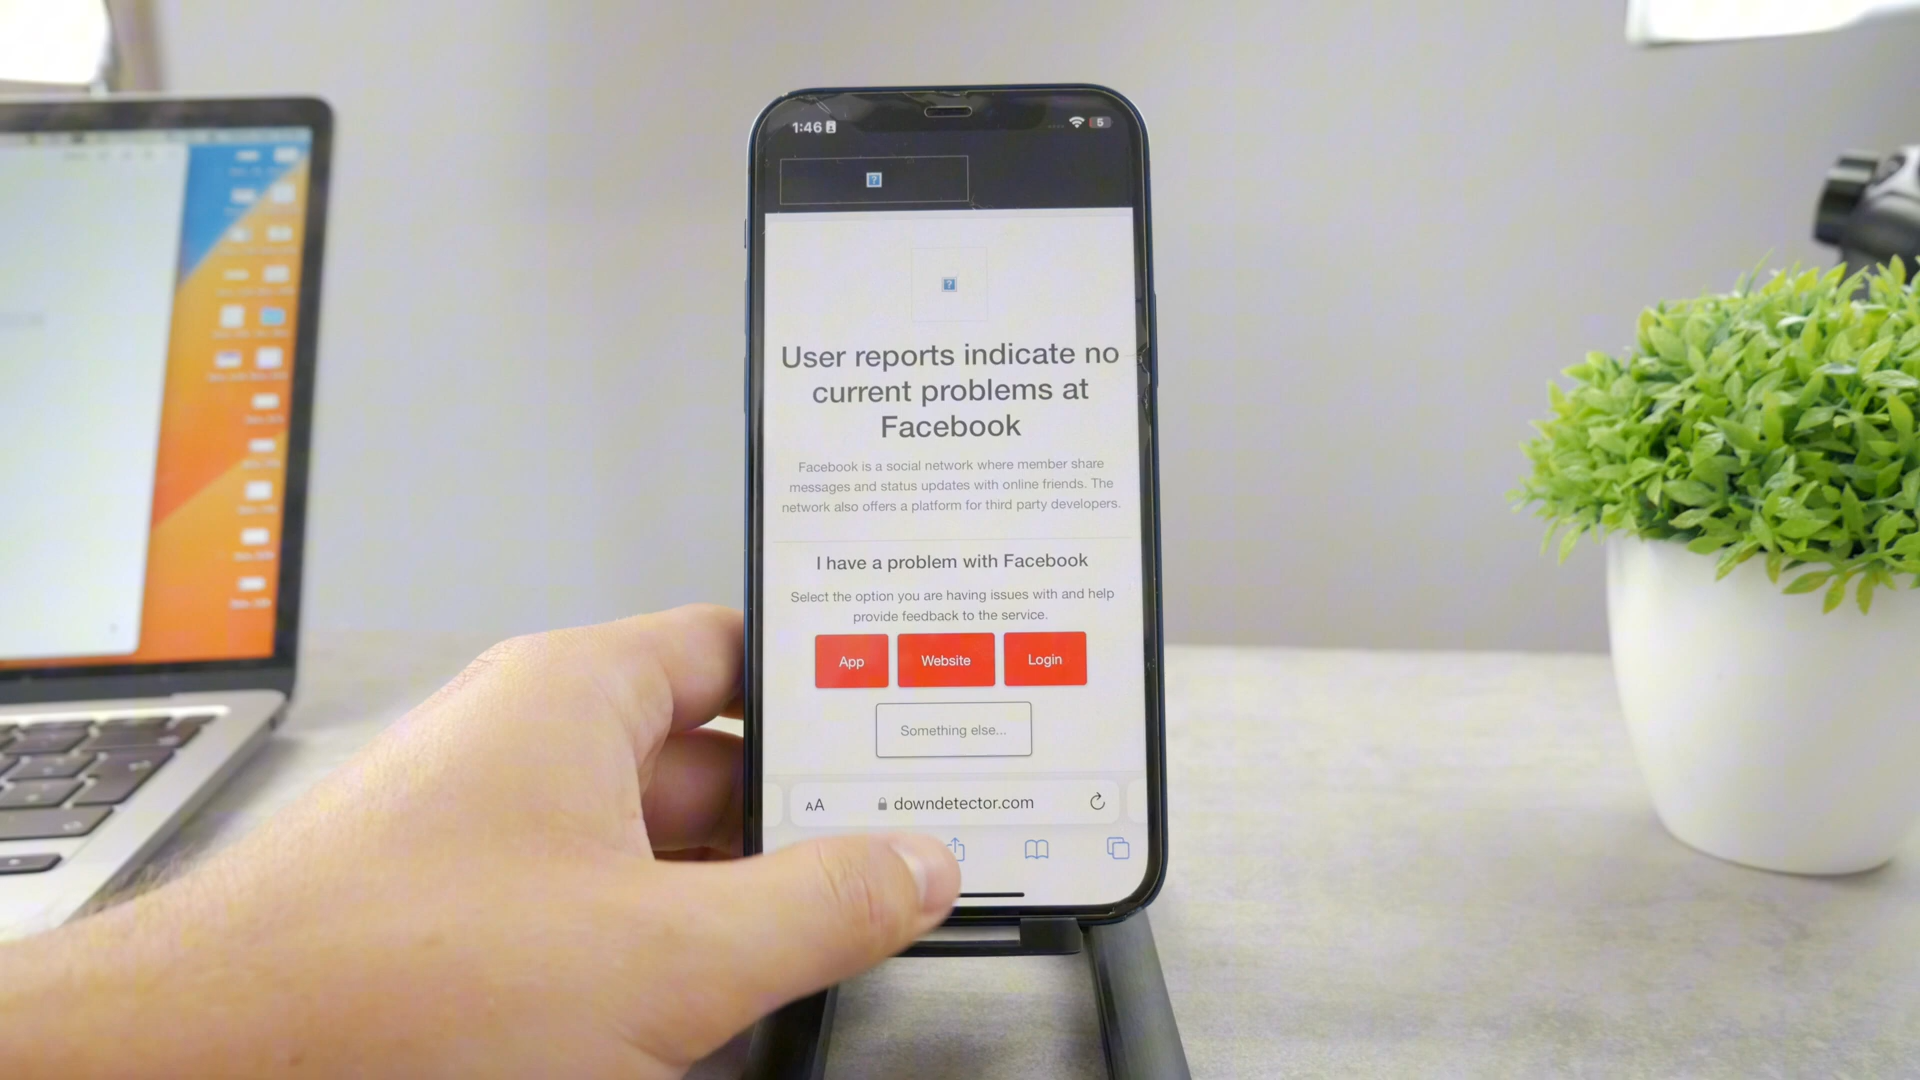 1:46
5
User reports indicate no
current problems at
Facebook
Facebook is a social network where member share
messages and status updates with online friends. The
network also offers a platform for third party developers.
I have a problem with Facebook
Select the option you are having issues with and help
provide feedback to the service.
App Website Login
Something else...
AA downdetector.com